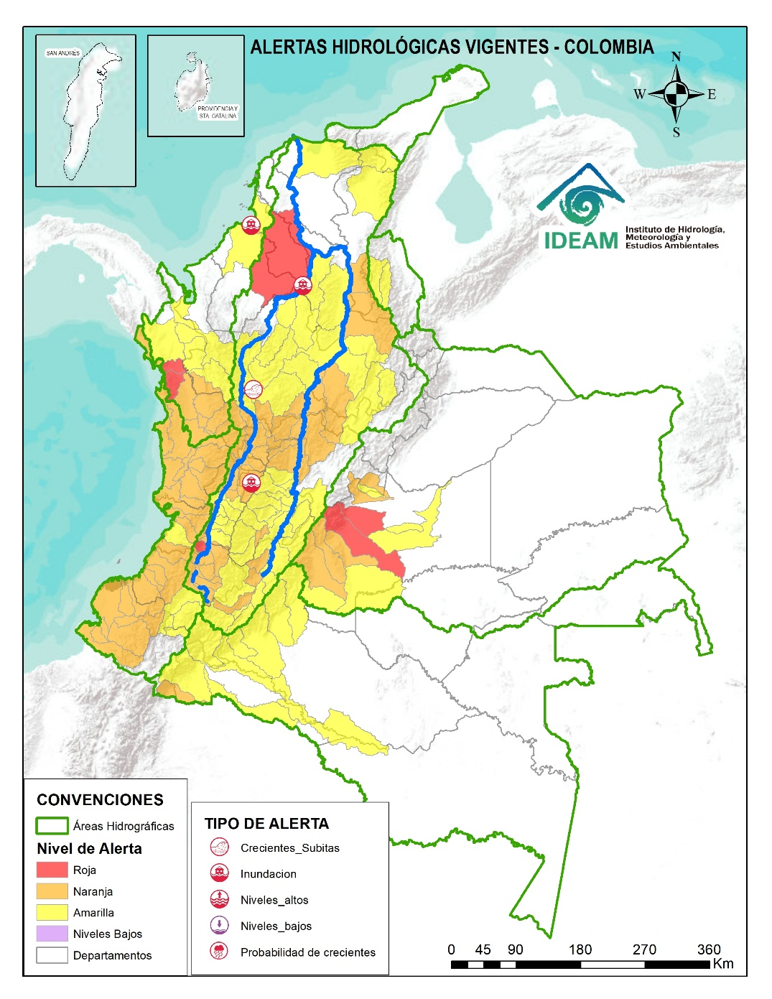 ALERTAS HIDROLÓGICAS VIGENTES - COLOMBIA
SAN ANDRÉS
PROVIDENCIA Y
STA. CATALINA
N
W
E
S
IDEAM
Instituto de Hidrología,
Meteorología y
Estudios Ambientales
CONVENCIONES
Áreas Hidrográficas
Nivel de Alerta
Roja
Naranja
Amarilla
Niveles Bajos
Departamentos
TIPO DE ALERTA
Crecientes_Subitas
Inundacion
Niveles_altos
Niveles_bajos
Probabilidad de crecientes
0 45 90 180 270 360
Km